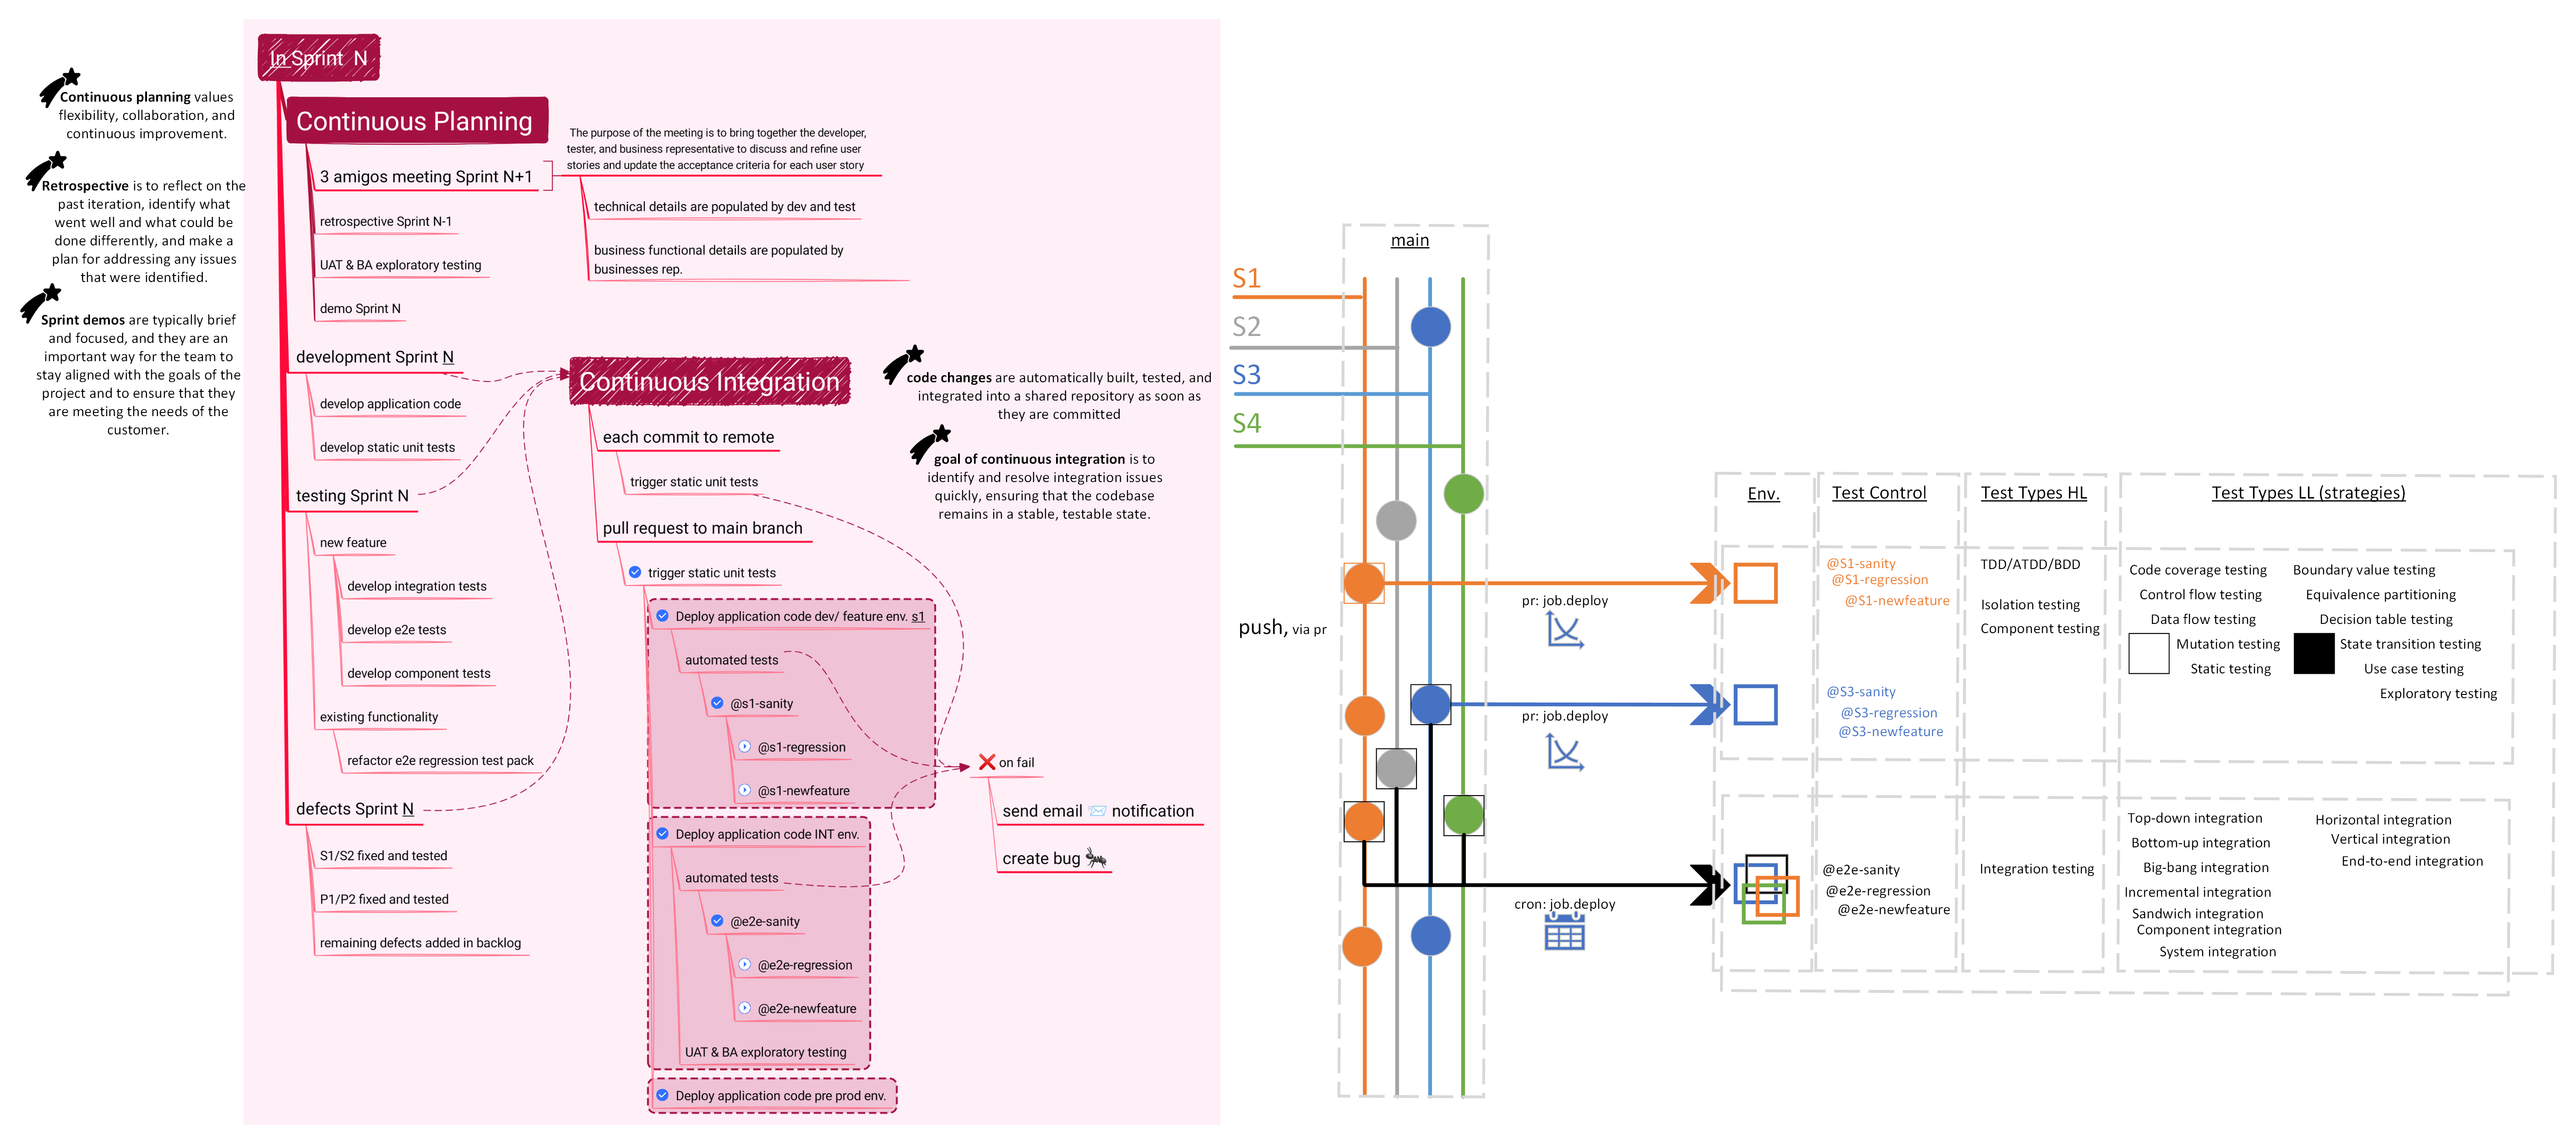 In Sprint N
Continuous planning values
flexibility, collaboration, and
continuous improvement.
Retrospective is to reflect on the
past iteration, identify what
went well and what could be
done differently, and make a
plan for addressing any issues
that were identified.
Sprint demos are typically brief
and focused, and they are an
important way for the team to
stay aligned with the goals of the
project and to ensure that they
are meeting the needs of the
customer.
Continuous Planning
3 amigos meeting Sprint N+1
The purpose of the meeting is to bring together the developer,
tester, and business representative to discuss and refine user
stories and update the acceptance criteria for each user story
technical details are populated by dev and test
business functional details are populated by
businesses rep.
retrospective Sprint N-1
UAT & BA exploratory testing
demo Sprint N
development Sprint N
develop application code
develop static unit tests
testing Sprint N
new feature
develop integration tests
develop e2e tests
develop component tests
existing functionality
refactor e2e regression test pack
defects Sprint N
S1/S2 fixed and tested
P1/P2 fixed and tested
remaining defects added in backlog
Continuous Integration
code changes are automatically built, tested, and
integrated into a shared repository as soon as
they are committed
goal of continuous integration is to
identify and resolve integration issues
quickly, ensuring that the codebase
remains in a stable, testable state.
each commit to remote
trigger static unit tests
pull request to main branch
trigger static unit tests
Deploy application code dev/ feature env. s1
automated tests
@s1-sanity
@s1-regression
@s1-newfeature
Deploy application code INT env.
automated tests
@e2e-sanity
@e2e-regression
@e2e-newfeature
UAT & BA exploratory testing
Deploy application code pre prod env.
on fail
send email notification
create bug
main
S1
S2
S3
S4
push, via pr
pr: job.deploy
pr: job.deploy
cron: job.deploy
Env.
Test Control
Test Types HL
Test Types LL (strategies)
@S1-sanity
@S1-regression
@S1-newfeature
@S3-sanity
@S3-regression
@S3-newfeature
TDD/ATDD/BDD
Isolation testing
Component testing
Code coverage testing
Control flow testing
Data flow testing
Mutation testing
Static testing
Boundary value testing
Equivalence partitioning
Decision table testing
State transition testing
Use case testing
Exploratory testing
@e2e-sanity
@e2e-regression
@e2e-newfeature
Integration testing
Top-down integration
Bottom-up integration
Big-bang integration
Incremental integration
Sandwich integration
Component integration
System integration
Horizontal integration
Vertical integration
End-to-end integration